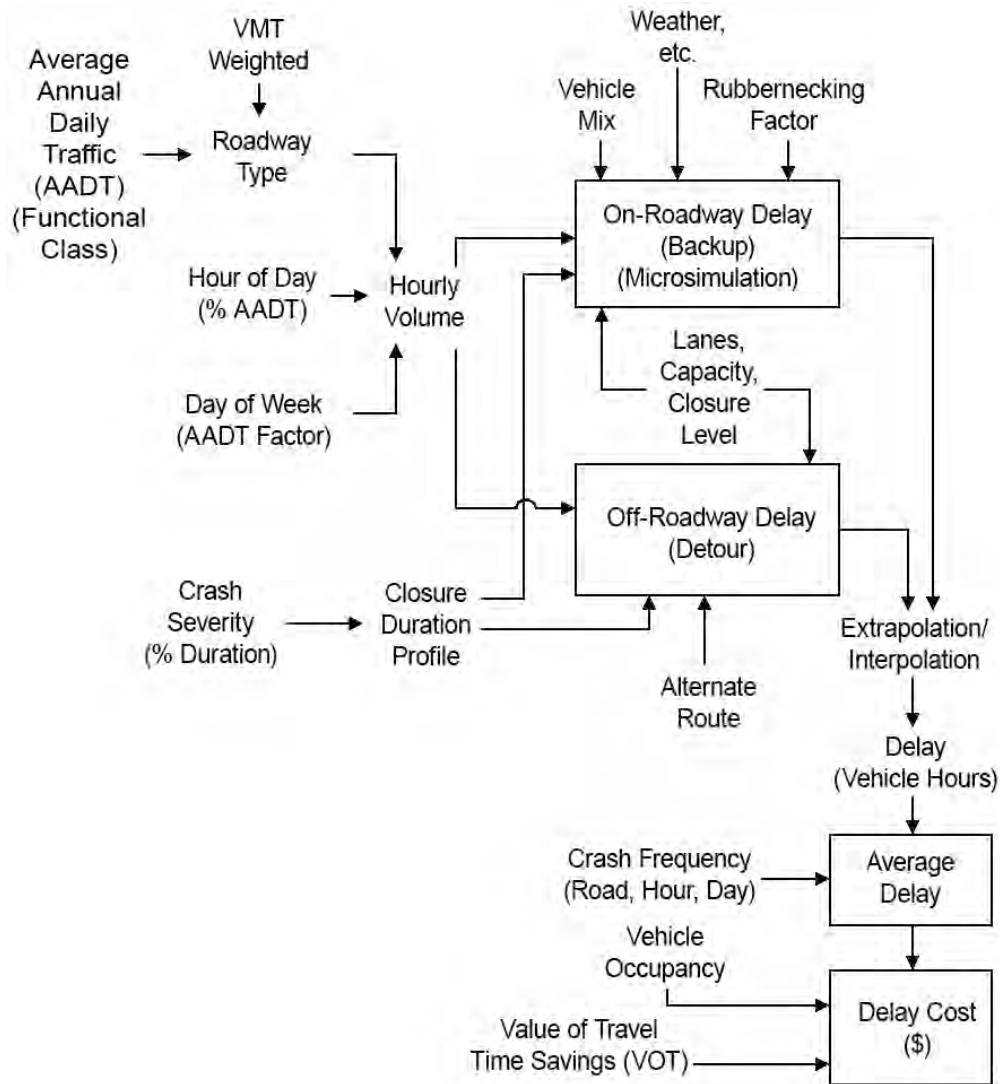 VMT
Weighted
Weather,
etc.
Average
Annual
Daily
Traffic
(AADT)
(Functional
Class)
Vehicle
Mix
Rubbernecking
Factor
Roadway
Type
On-Roadway Delay
(Backup)
(Microsimulation)
Hour of Day
(% AADT)
Hourly
Volume
Lanes,
Capacity,
Closure
Level
Day of Week
(AADT Factor)
Off-Roadway Delay
(Detour)
Crash
Severity
(% Duration)
Closure
Duration
Profile
Extrapolation/
Interpolation
Alternate
Route
Delay
(Vehicle Hours)
Crash Frequency
(Road, Hour, Day)
Average
Delay
Vehicle
Occupancy
Delay Cost
($)
Value of Travel
Time Savings (VOT)